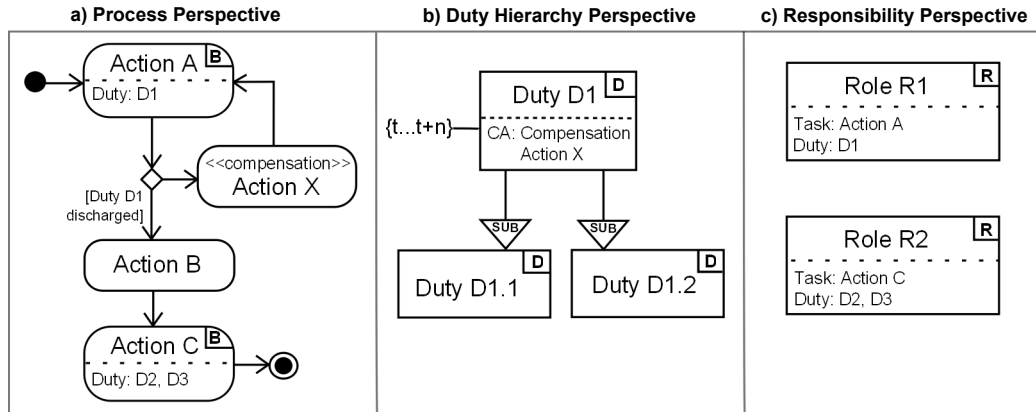 a) Process Perspective
Action A
B
Duty: D1
<<compensation>>
Action X
[Duty D1
discharged]
Action B
Action C
B
Duty: D2, D3
b) Duty Hierarchy Perspective
Duty D1
D
{t...t+n}
CA: Compensation
Action X
SUB
SUB
Duty D1.1
D
Duty D1.2
D
c) Responsibility Perspective
Role R1
R
Task: Action A
Duty: D1
Role R2
R
Task: Action C
Duty: D2, D3